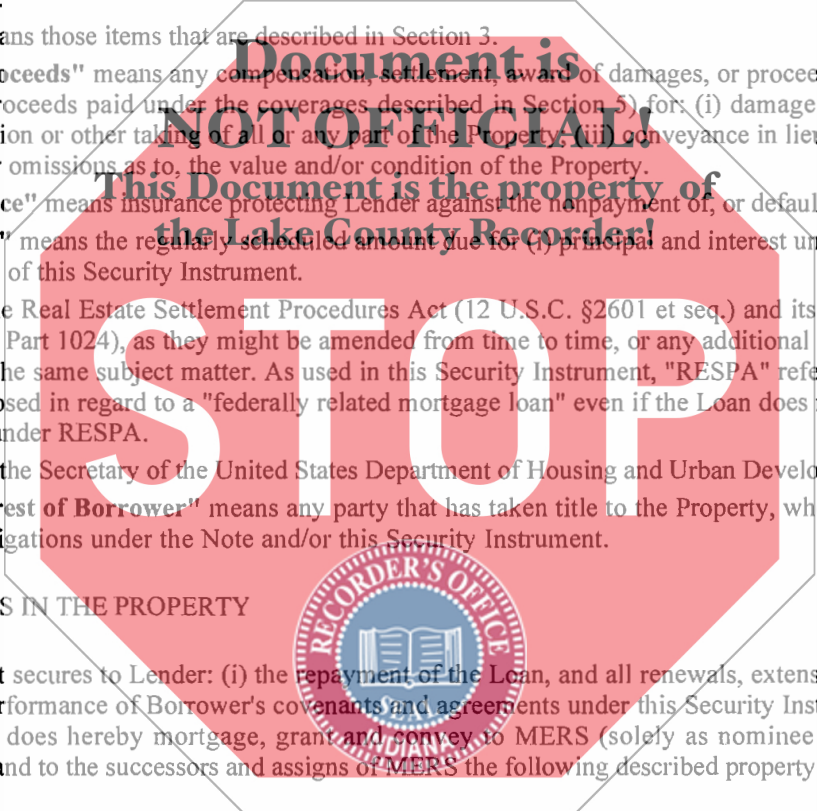 ans those items that are described in Section 3.
Document is
oceeds" means any compensation, settlement, award of damages, or procee
roceeds paid under the coverages described in Section 5) for: (i) damage
NOT OFFICIAL!
ion or other taking of all or any part of the Property; (iii) conveyance in lieu
omissions as to, the value and/or condition of the Property.
This Document is the property of
ce" means insurance protecting Lender against the nonpayment of, or defaul
the Lake County Recorder!
" means the regularly scheduled amount due for (i) principal and interest un
of this Security Instrument.
e Real Estate Settlement Procedures Act (12 U.S.C. §2601 et seq.) and its
Part 1024), as they might be amended from time to time, or any additional
he same subject matter. As used in this Security Instrument, "RESPA" refe
osed in regard to a "federally related mortgage loan" even if the Loan does
nder RESPA.
STOP
the Secretary of the United States Department of Housing and Urban Develo
rest of Borrower" means any party that has taken title to the Property, wh
igations under the Note and/or this Security Instrument.
RECORDER'S OFFICE
S IN THE PROPERTY
t secures to Lender: (i) the repayment of the Loan, and all renewals, extens
rformance of Borrower's covenants and agreements under this Security Inst
SEAL
does hereby mortgage, grant and convey to MERS (solely as nominee
INDIANA
nd to the successors and assigns of MERS the following described property